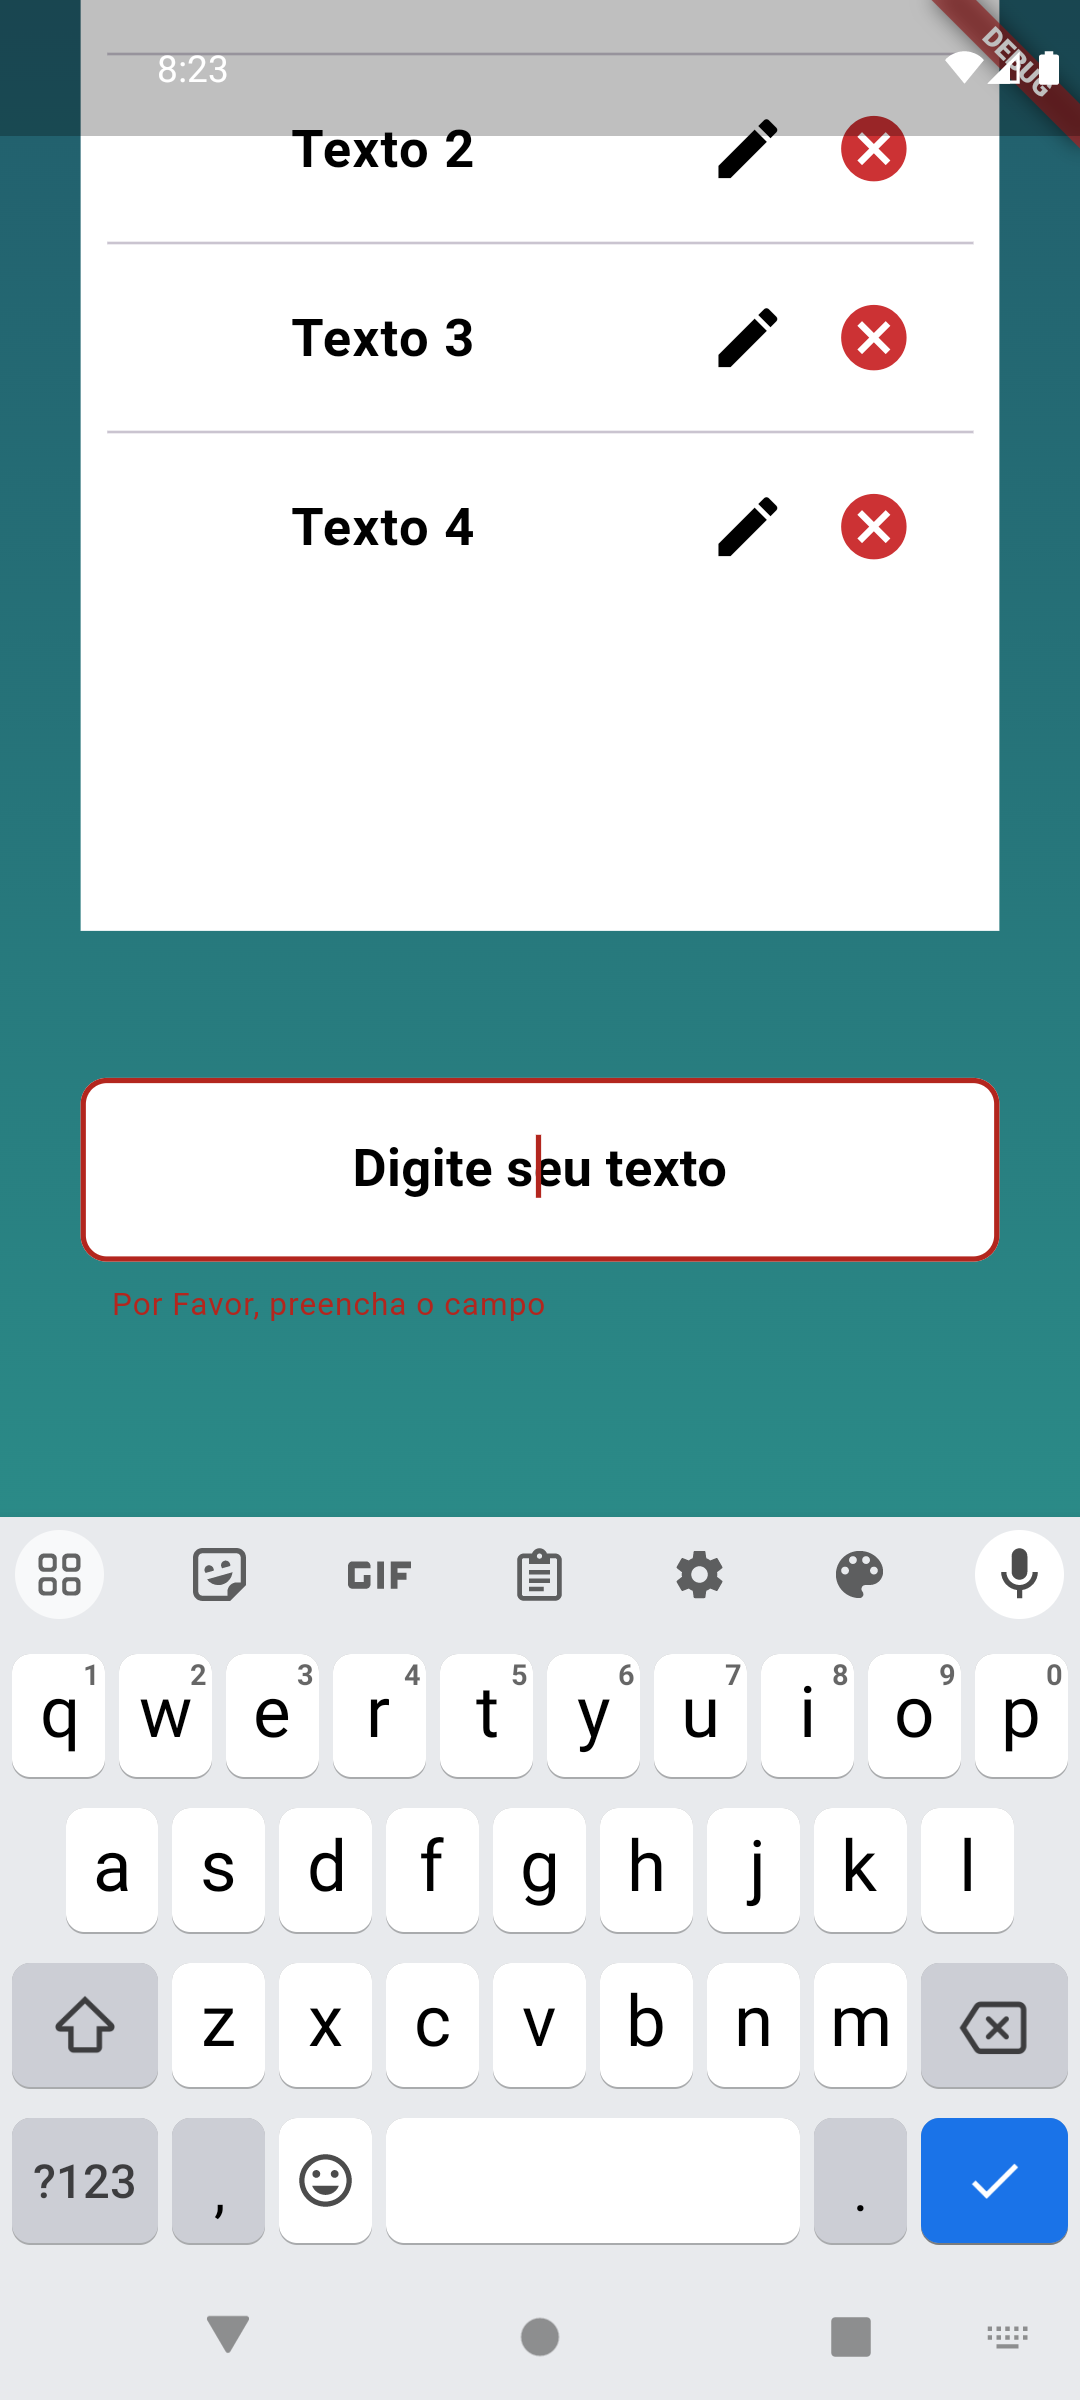 8:23
DEBUG
Texto 2
Texto 3
Texto 4
Digite seu texto
Por Favor, preencha o campo
GIF
1 2 3 4 5 6 7 8 9 0
q w e r t y u i o p
a s d f g h j k l
z x c v b n m
?123 , .